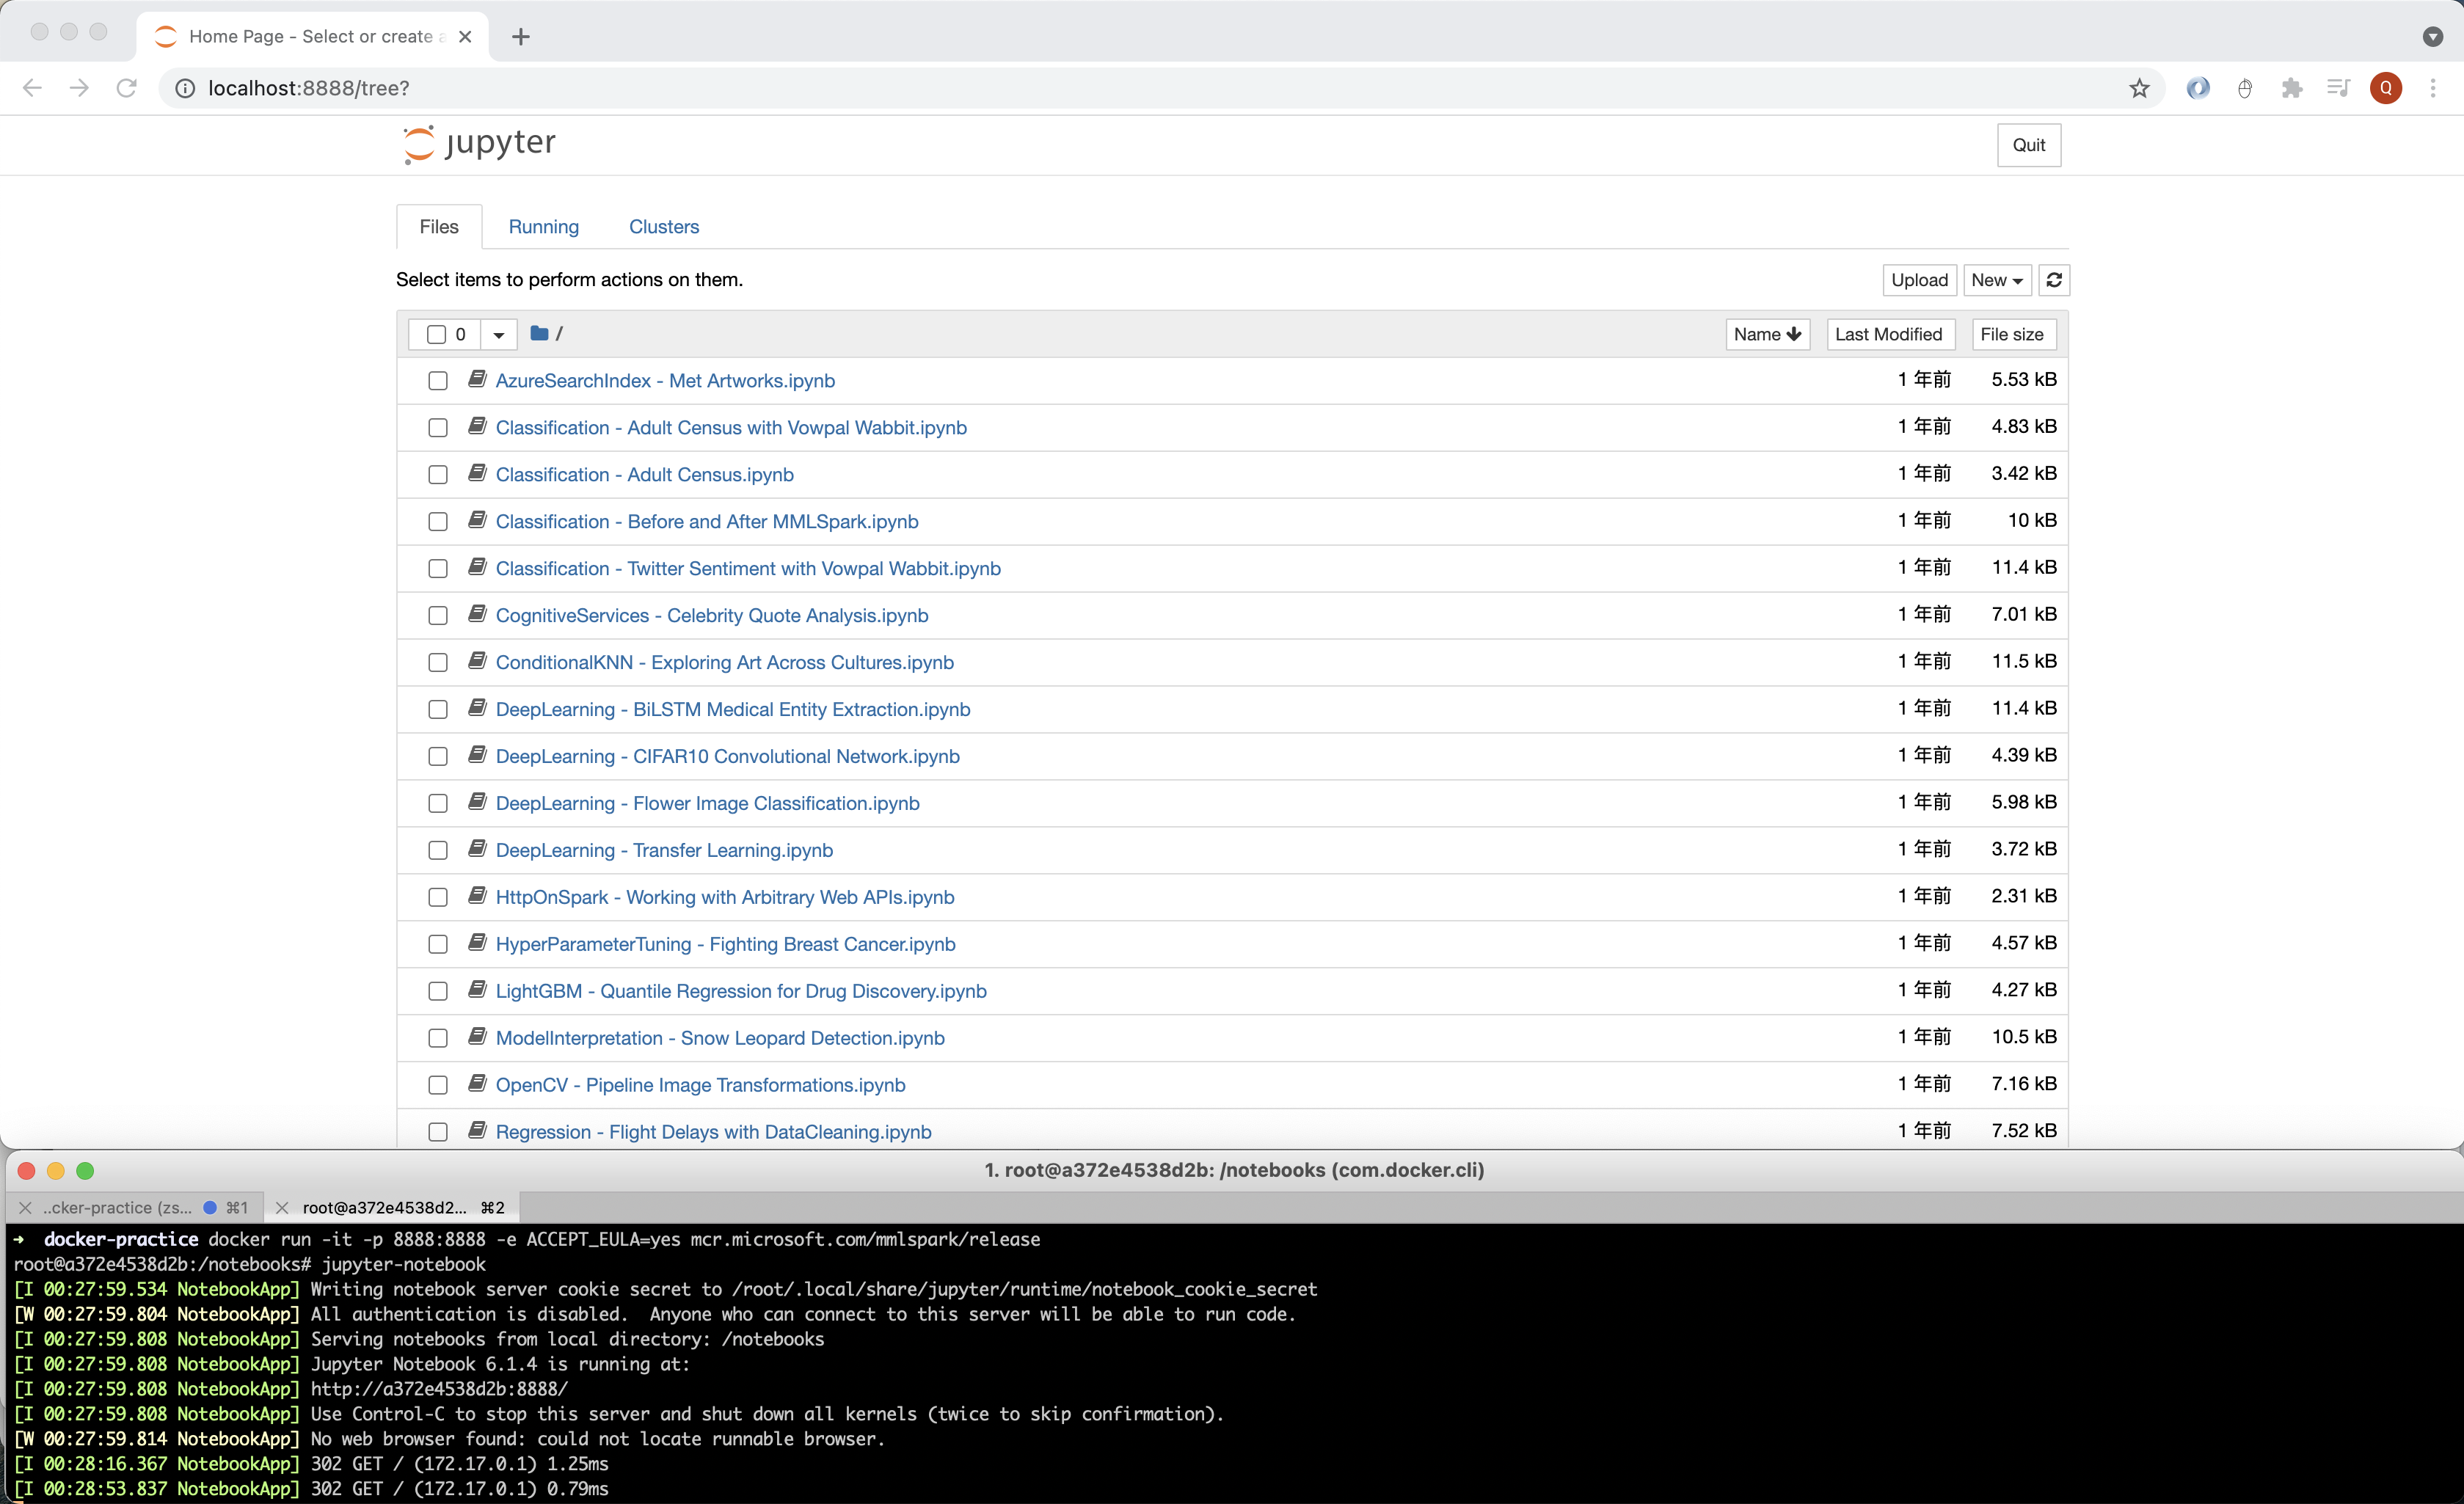 Home Page - Select or create a
localhost:8888/tree?
Q
jupyter
Quit
Files Running Clusters
Select items to perform actions on them.
Upload New
0 /
Name Last Modified File size
AzureSearchIndex - Met Artworks.ipynb 1 年前 5.53 kB
Classification - Adult Census with Vowpal Wabbit.ipynb 1 年前 4.83 kB
Classification - Adult Census.ipynb 1 年前 3.42 kB
Classification - Before and After MMLSpark.ipynb 1 年前 10 kB
Classification - Twitter Sentiment with Vowpal Wabbit.ipynb 1 年前 11.4 kB
CognitiveServices - Celebrity Quote Analysis.ipynb 1 年前 7.01 kB
ConditionalKNN - Exploring Art Across Cultures.ipynb 1 年前 11.5 kB
DeepLearning - BiLSTM Medical Entity Extraction.ipynb 1 年前 11.4 kB
DeepLearning - CIFAR10 Convolutional Network.ipynb 1 年前 4.39 kB
DeepLearning - Flower Image Classification.ipynb 1 年前 5.98 kB
DeepLearning - Transfer Learning.ipynb 1 年前 3.72 kB
HttpOnSpark - Working with Arbitrary Web APIs.ipynb 1 年前 2.31 kB
HyperParameterTuning - Fighting Breast Cancer.ipynb 1 年前 4.57 kB
LightGBM - Quantile Regression for Drug Discovery.ipynb 1 年前 4.27 kB
ModelInterpretation - Snow Leopard Detection.ipynb 1 年前 10.5 kB
OpenCV - Pipeline Image Transformations.ipynb 1 年前 7.16 kB
Regression - Flight Delays with DataCleaning.ipynb 1 年前 7.52 kB
1. root@a372e4538d2b: /notebooks (com.docker.cli)
..cker-practice (zs... ⌘1 root@a372e4538d2... ⌘2
➜ docker-practice docker run -it -p 8888:8888 -e ACCEPT_EULA=yes mcr.microsoft.com/mmlspark/release
root@a372e4538d2b:/notebooks# jupyter-notebook
[I 00:27:59.534 NotebookApp] Writing notebook server cookie secret to /root/.local/share/jupyter/runtime/notebook_cookie_secret
[W 00:27:59.804 NotebookApp] All authentication is disabled.  Anyone who can connect to this server will be able to run code.
[I 00:27:59.808 NotebookApp] Serving notebooks from local directory: /notebooks
[I 00:27:59.808 NotebookApp] Jupyter Notebook 6.1.4 is running at:
[I 00:27:59.808 NotebookApp] http://a372e4538d2b:8888/
[I 00:27:59.808 NotebookApp] Use Control-C to stop this server and shut down all kernels (twice to skip confirmation).
[W 00:27:59.814 NotebookApp] No web browser found: could not locate runnable browser.
[I 00:28:16.367 NotebookApp] 302 GET / (172.17.0.1) 1.25ms
[I 00:28:53.837 NotebookApp] 302 GET / (172.17.0.1) 0.79ms